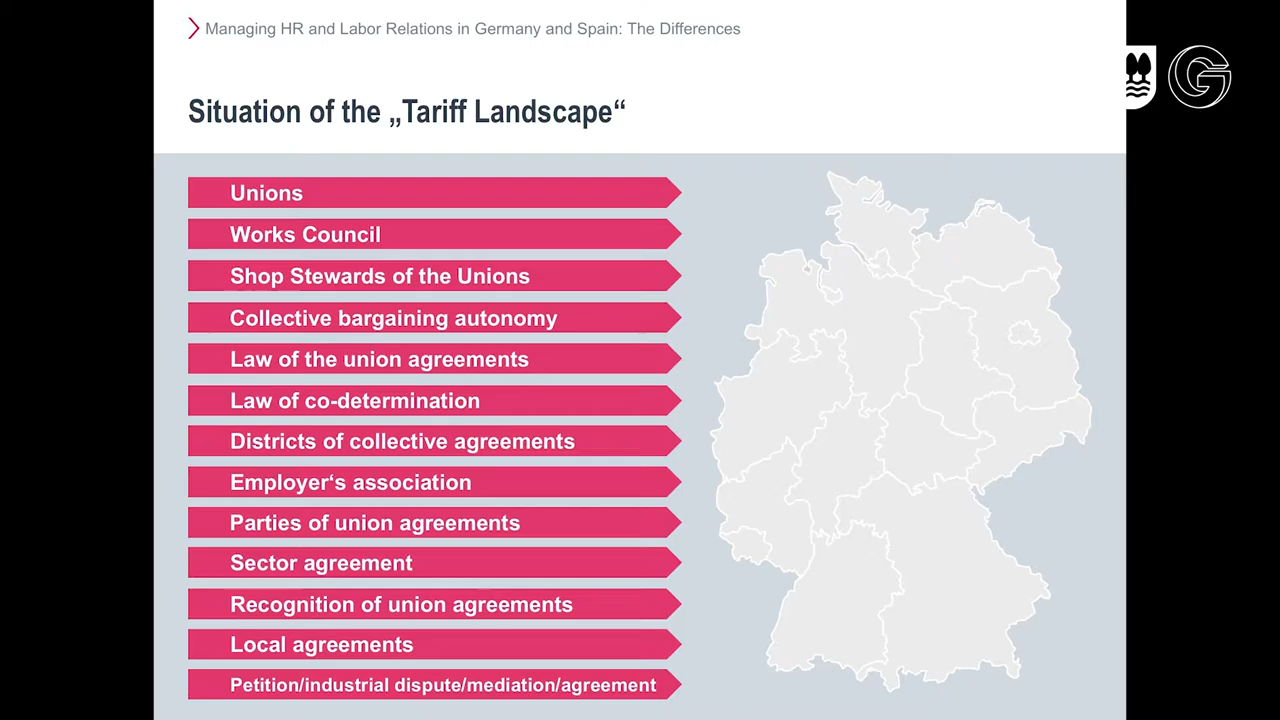 Managing HR and Labor Relations in Germany and Spain: The Differences
Situation of the „Tariff Landscape“
Unions
Works Council
Shop Stewards of the Unions
Collective bargaining autonomy
Law of the union agreements
Law of co-determination
Districts of collective agreements
Employer‘s association
Parties of union agreements
Sector agreement
Recognition of union agreements
Local agreements
Petition/industrial dispute/mediation/agreement